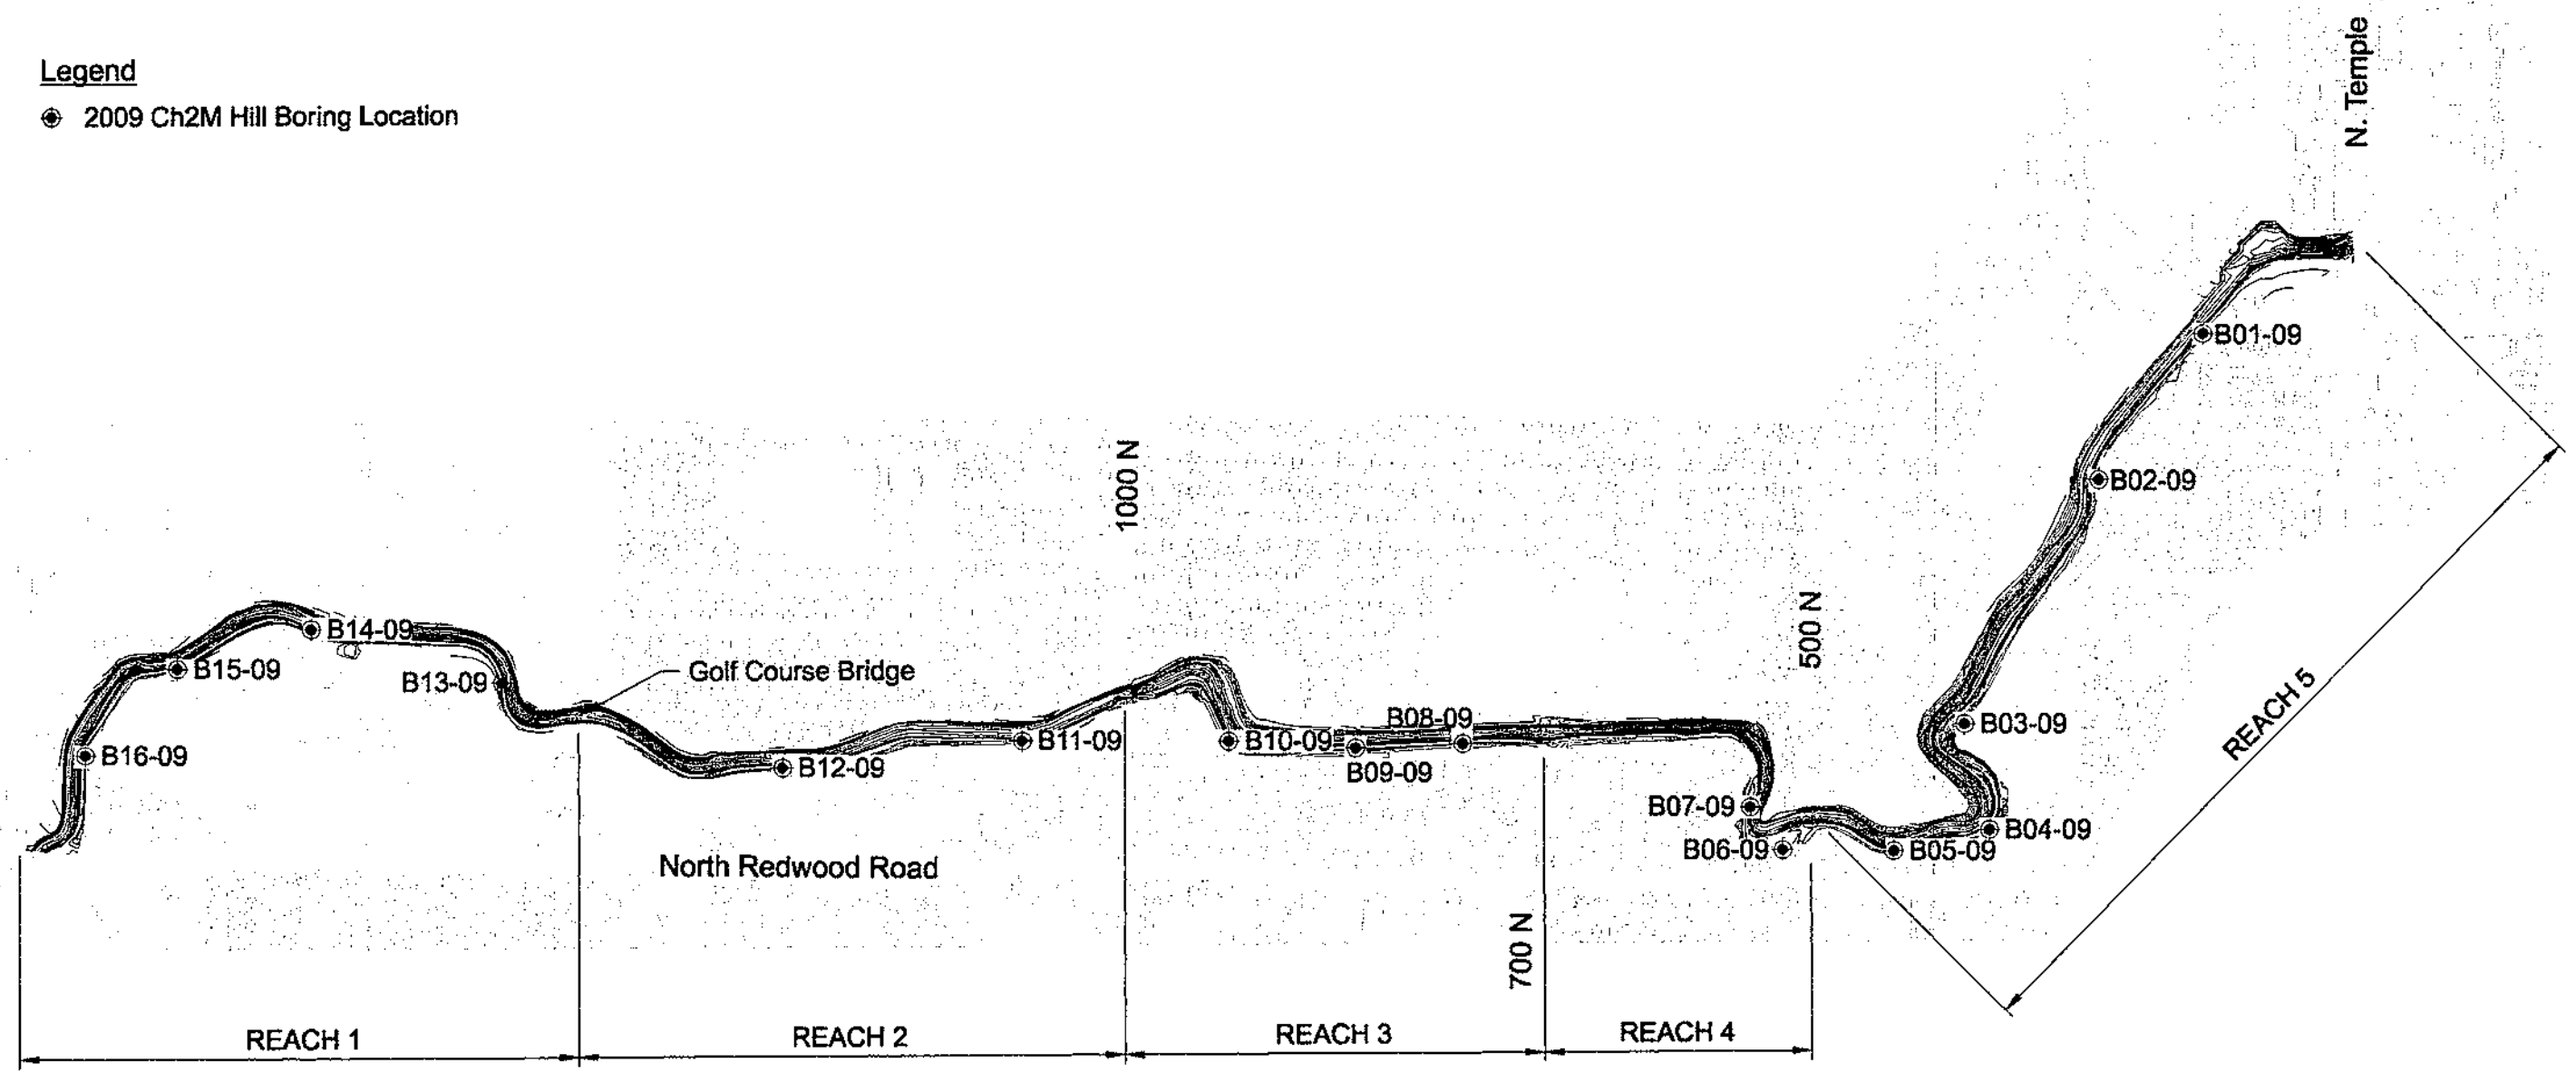 Legend
2009 Ch2M Hill Boring Location
N. Temple
B01-09
1000 N
B02-09
500 N
B14-09
B15-09
B13-09
Golf Course Bridge
B16-09
B12-09
B11-09
B10-09
B08-09
B09-09
B03-09
REACH 5
B07-09
B04-09
B06-09
B05-09
North Redwood Road
700 N
REACH 1
REACH 2
REACH 3
REACH 4